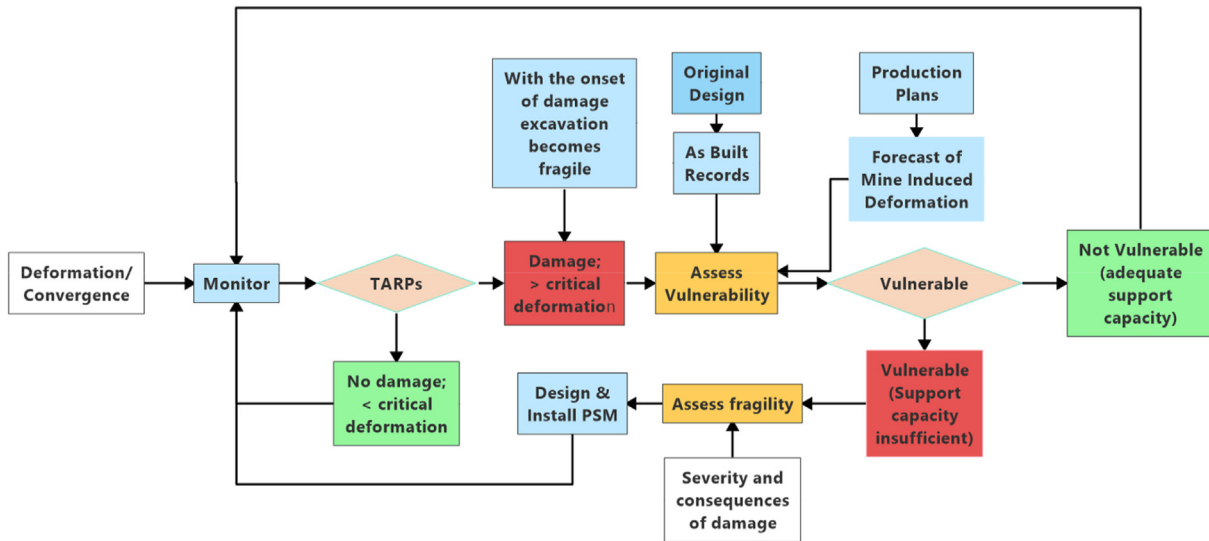 With the onset
of damage
excavation
becomes
fragile
Original
Design
As Built
Records
Production
Plans
Forecast of
Mine Induced
Deformation
Deformation/
Convergence
Monitor
TARPs
Damage;
> critical
deformation
Assess
Vulnerability
Vulnerable
Not Vulnerable
(adequate
support
capacity)
No damage;
< critical
deformation
Design &
Install PSM
Assess fragility
Vulnerable
(Support
capacity
insufficient)
Severity and
consequences
of damage